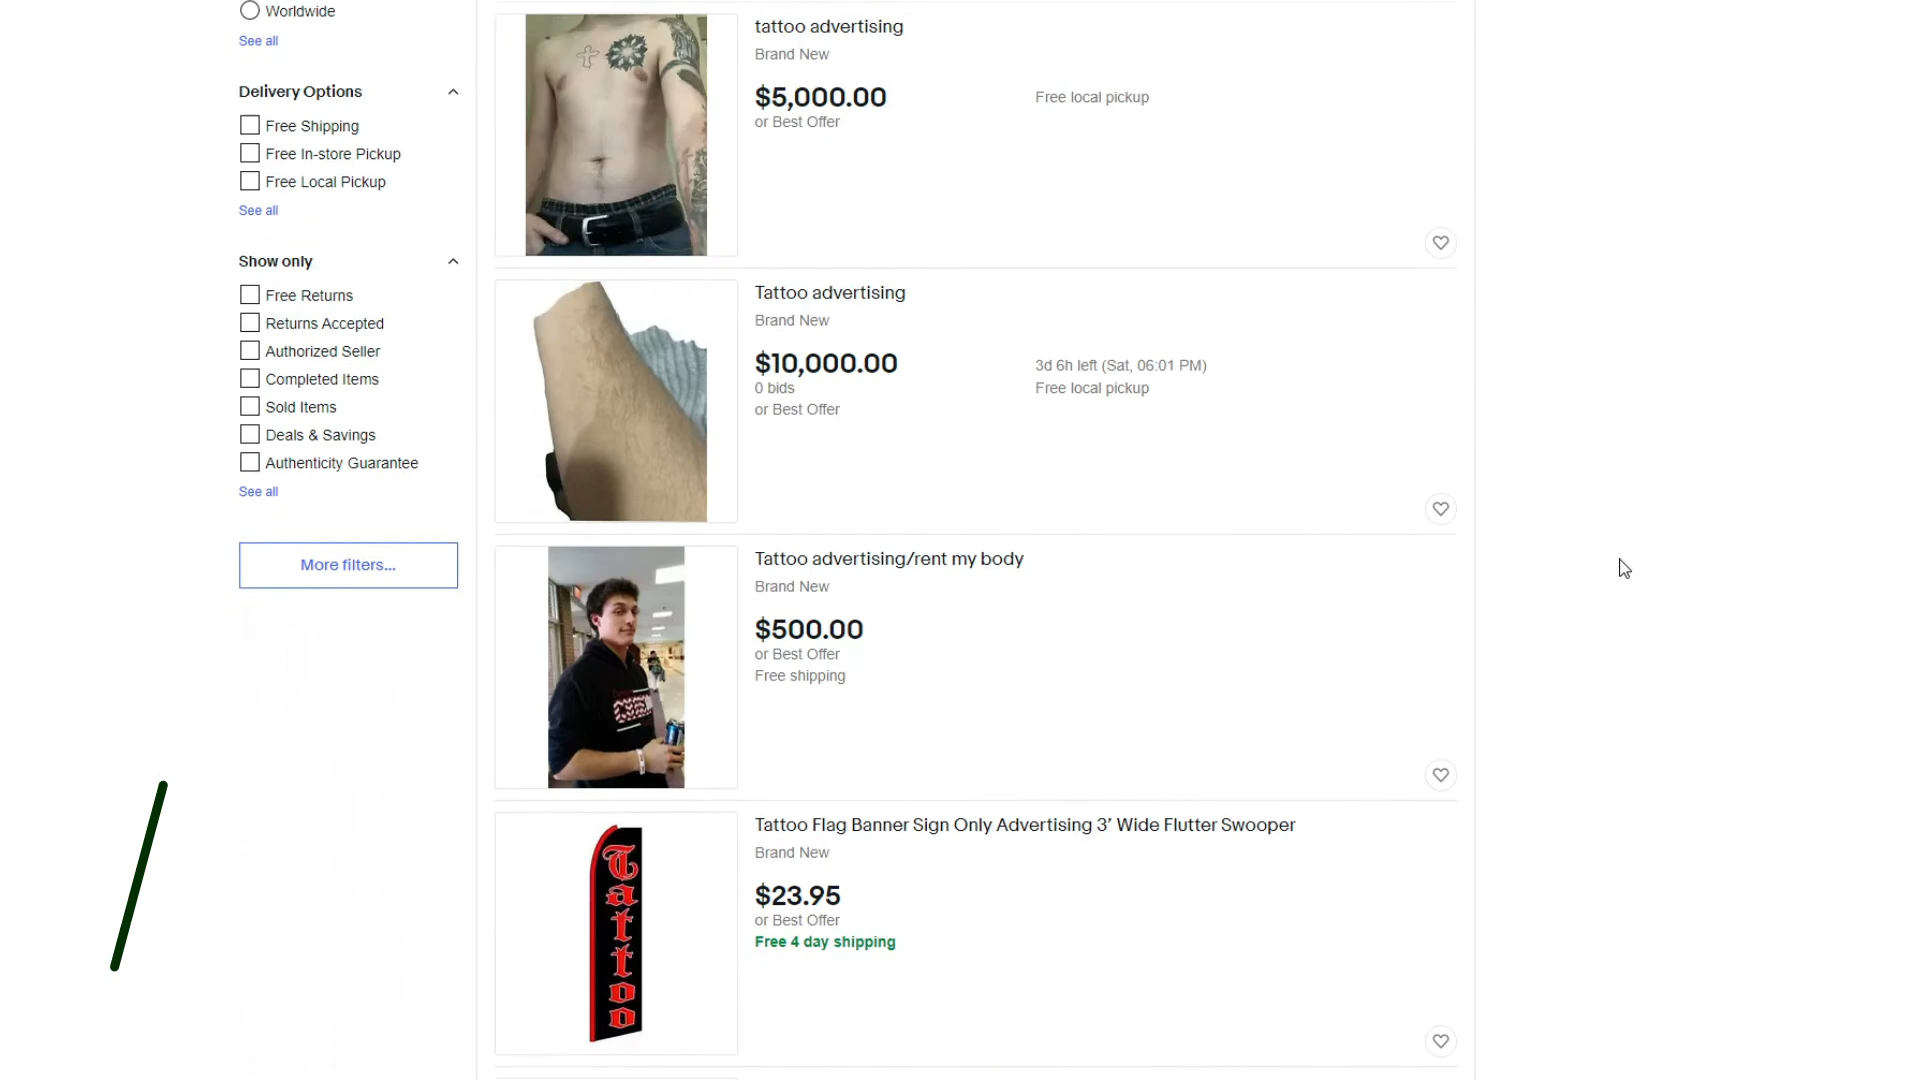 Worldwide
See all
Delivery Options
Free Shipping
Free In-store Pickup
Free Local Pickup
See all
Show only
Free Returns
Returns Accepted
Authorized Seller
Completed Items
Sold Items
Deals & Savings
Authenticity Guarantee
See all
More filters...
tattoo advertising
Brand New
$5,000.00
or Best Offer
Free local pickup
Tattoo advertising
Brand New
$10,000.00
0 bids
or Best Offer
3d 6h left (Sat, 06:01 PM)
Free local pickup
Tattoo advertising/rent my body
Brand New
$500.00
or Best Offer
Free shipping
Tattoo Flag Banner Sign Only Advertising 3’ Wide Flutter Swooper
Brand New
$23.95
or Best Offer
Free 4 day shipping
Tattoo